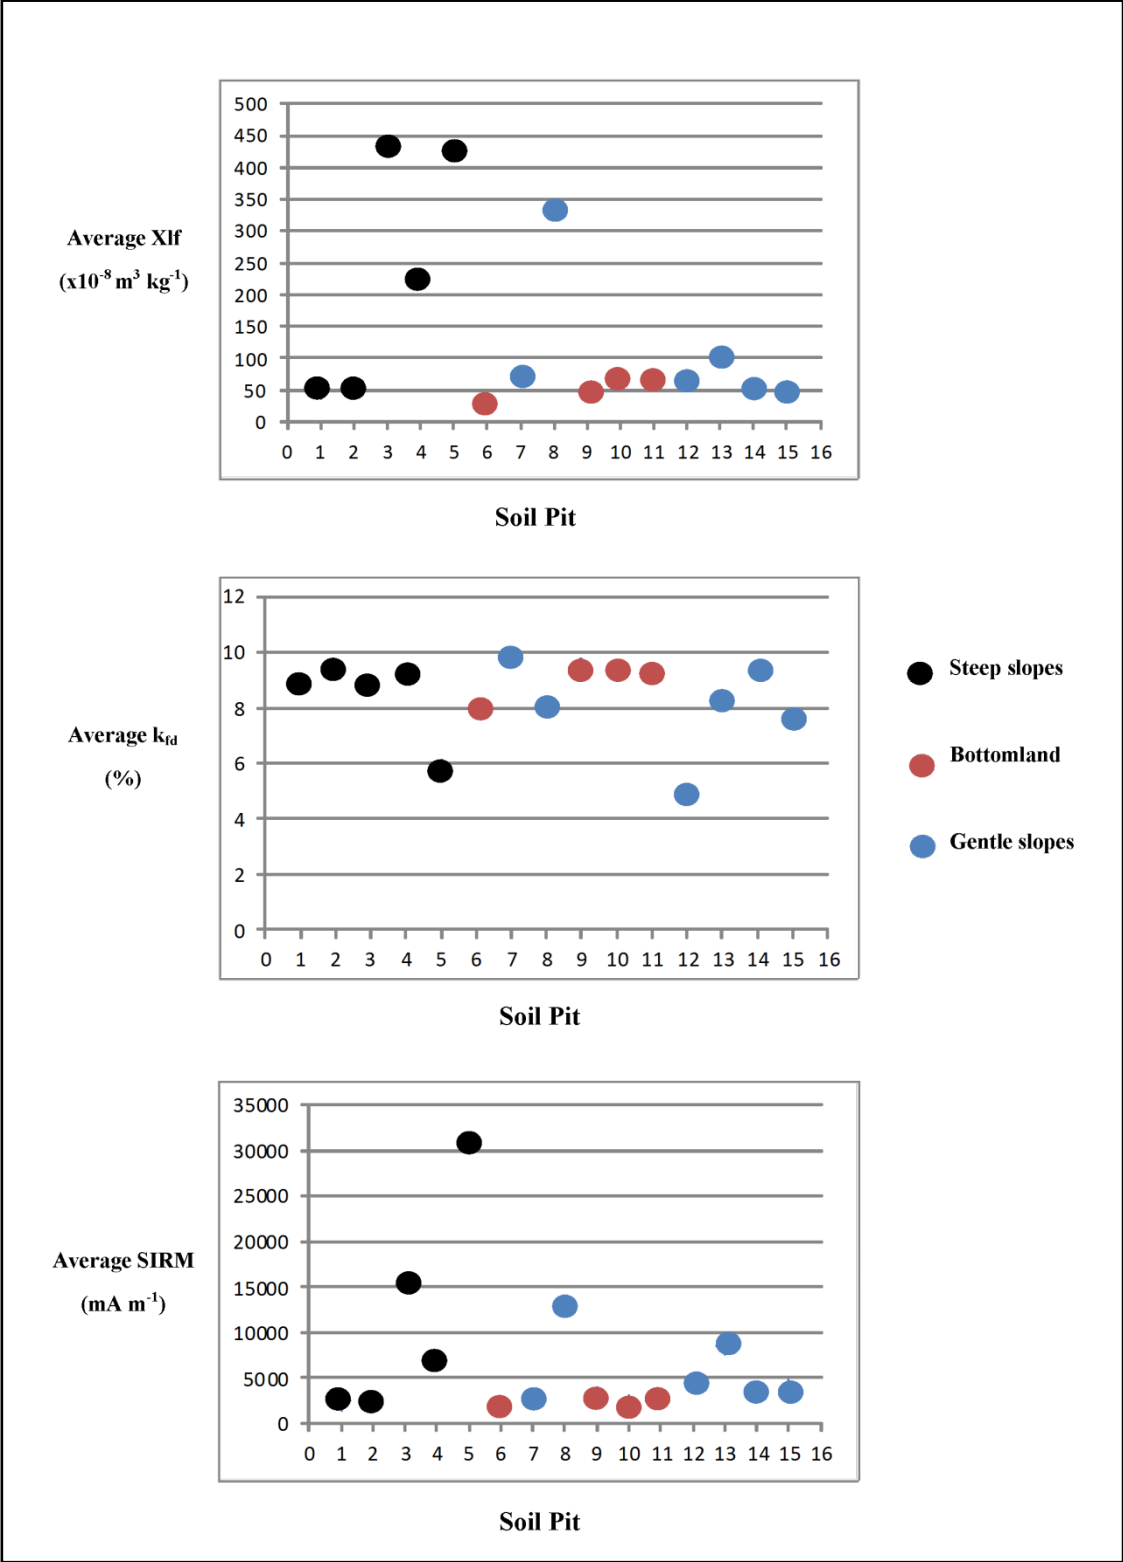 500
450
400
350
300
250
200
150
100
50
0
Average Xlf
(x10⁻⁸ m³ kg⁻¹)
0 1 2 3 4 5 6 7 8 9 10 11 12 13 14 15 16
Soil Pit
12
10
8
6
4
2
0
Average kfd
(%)
0 1 2 3 4 5 6 7 8 9 10 11 12 13 14 15 16
Soil Pit
Steep slopes
Bottomland
Gentle slopes
35000
30000
25000
20000
15000
10000
5000
0
Average SIRM
(mA m⁻¹)
0 1 2 3 4 5 6 7 8 9 10 11 12 13 14 15 16
Soil Pit